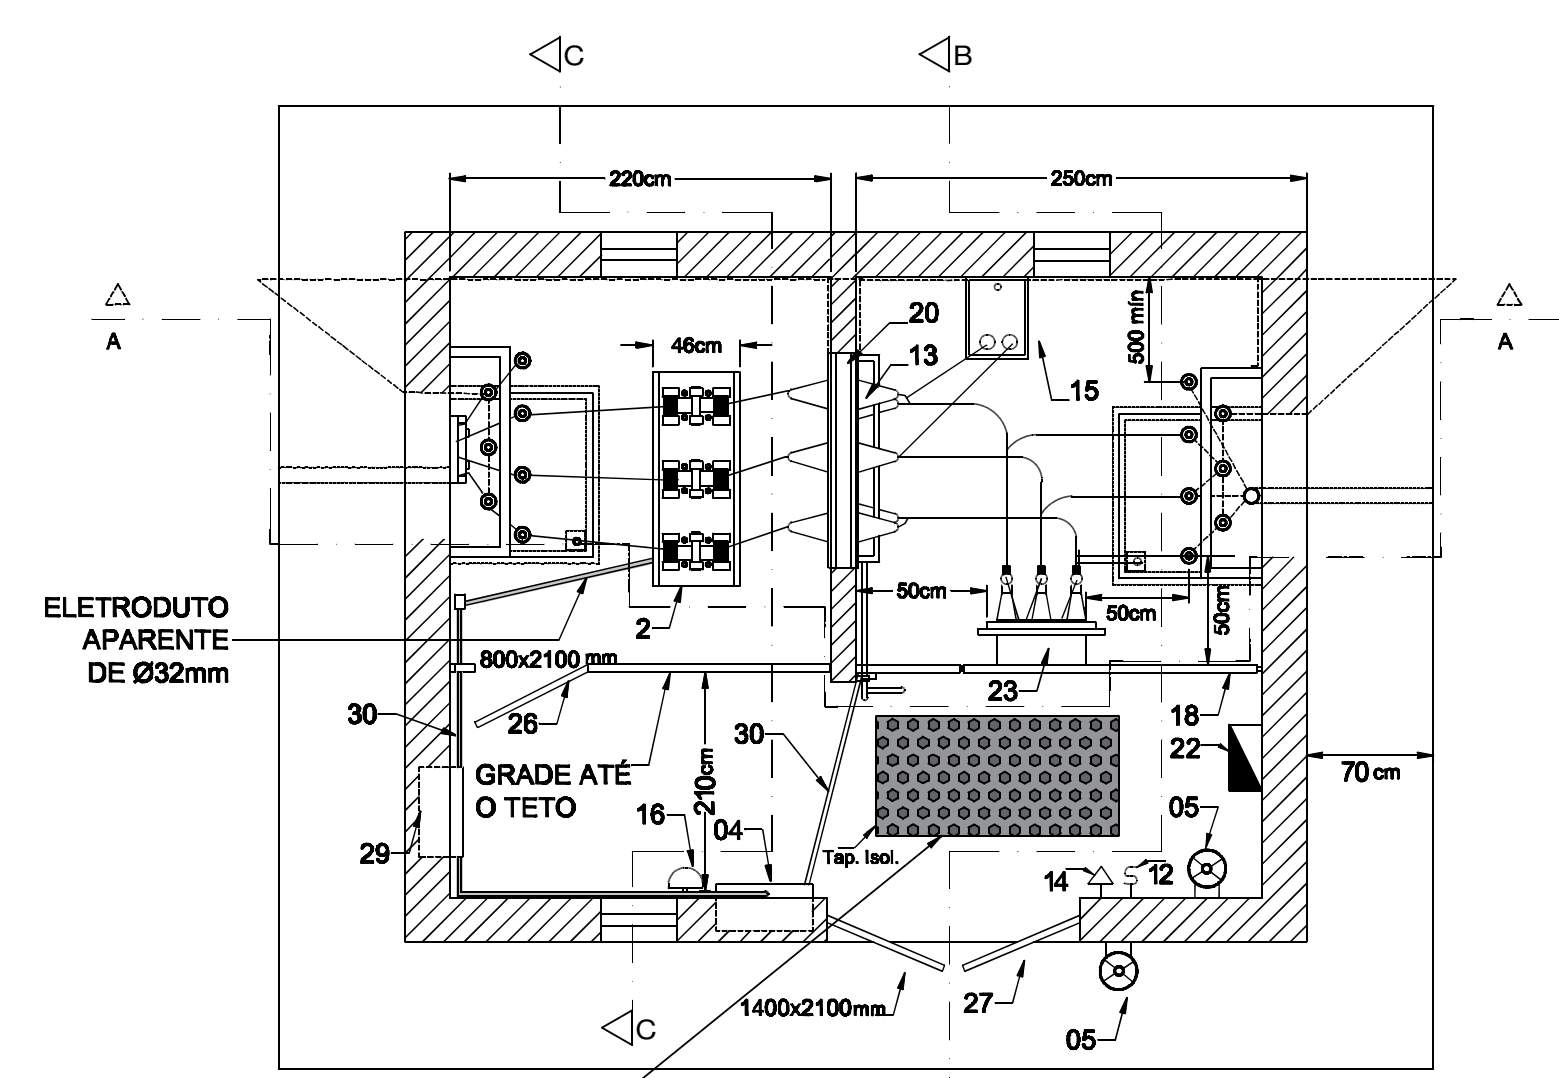 C
B
220cm
250cm
A
A
20
13
46cm
15
500 mín
ELETRODUTO
APARENTE
DE Ø32mm
2
50cm
50cm
50cm
800x2100 mm
23
18
30
26
30
22
GRADE ATÉ
O TETO
210cm
70 cm
16
04
05
29
Tap. Isol.
14
12
1400x2100mm
27
C
05